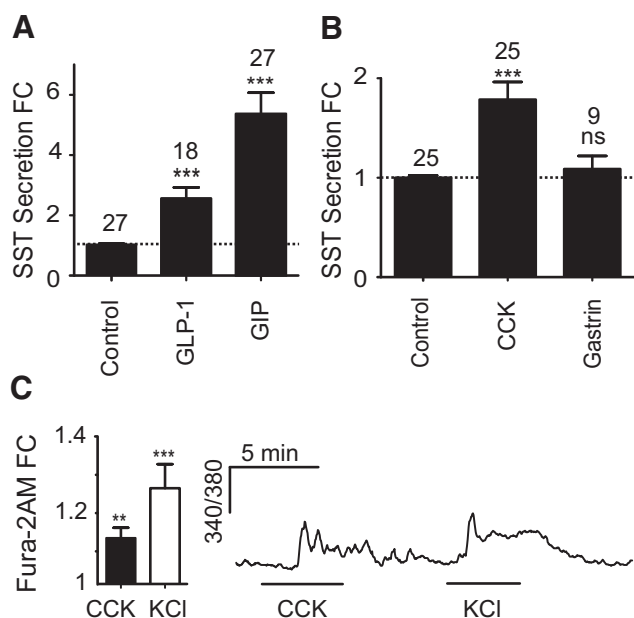 A
SST Secretion FC
6
4
2
0
27
18
***
27
***
Control
GLP-1
GIP
B
SST Secretion FC
2
1
0
25
25
***
9
ns
Control
CCK
Gastrin
C
Fura-2AM FC
1.4
1.2
1
**
***
CCK
KCl
340/380
5 min
CCK
KCl